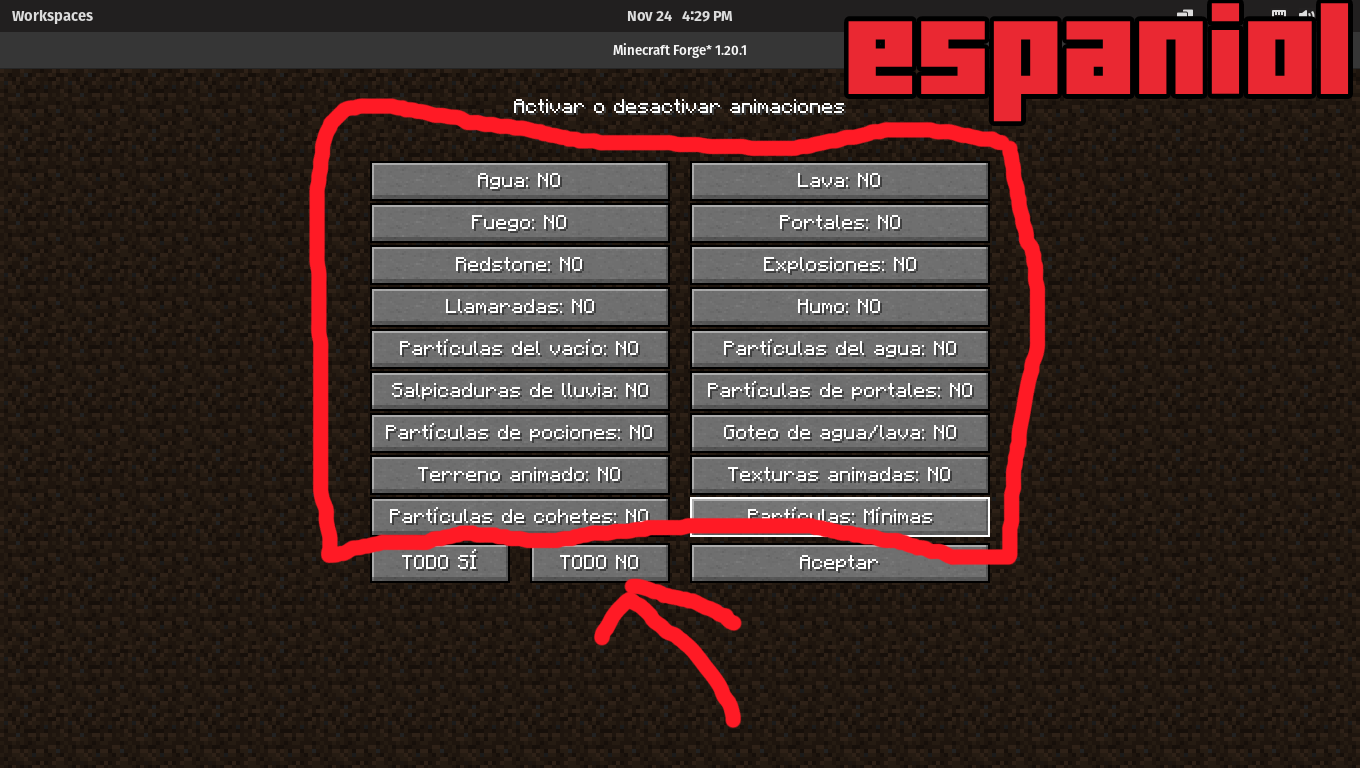 Workspaces
Nov 24 4:29 PM
Minecraft Forge* 1.20.1
espaniol
Activar o desactivar animaciones
Agua: NO
Lava: NO
Fuego: NO
Portales: NO
Redstone: NO
Explosiones: NO
Llamaradas: NO
Humo: NO
Partículas del vacío: NO
Partículas del agua: NO
Salpicaduras de lluvia: NO
Partículas de portales: NO
Partículas de pociones: NO
Goteo de agua/lava: NO
Terreno animado: NO
Texturas animadas: NO
Partículas de cohetes: NO
Partículas: Mínimas
TODO SÍ
TODO NO
Aceptar